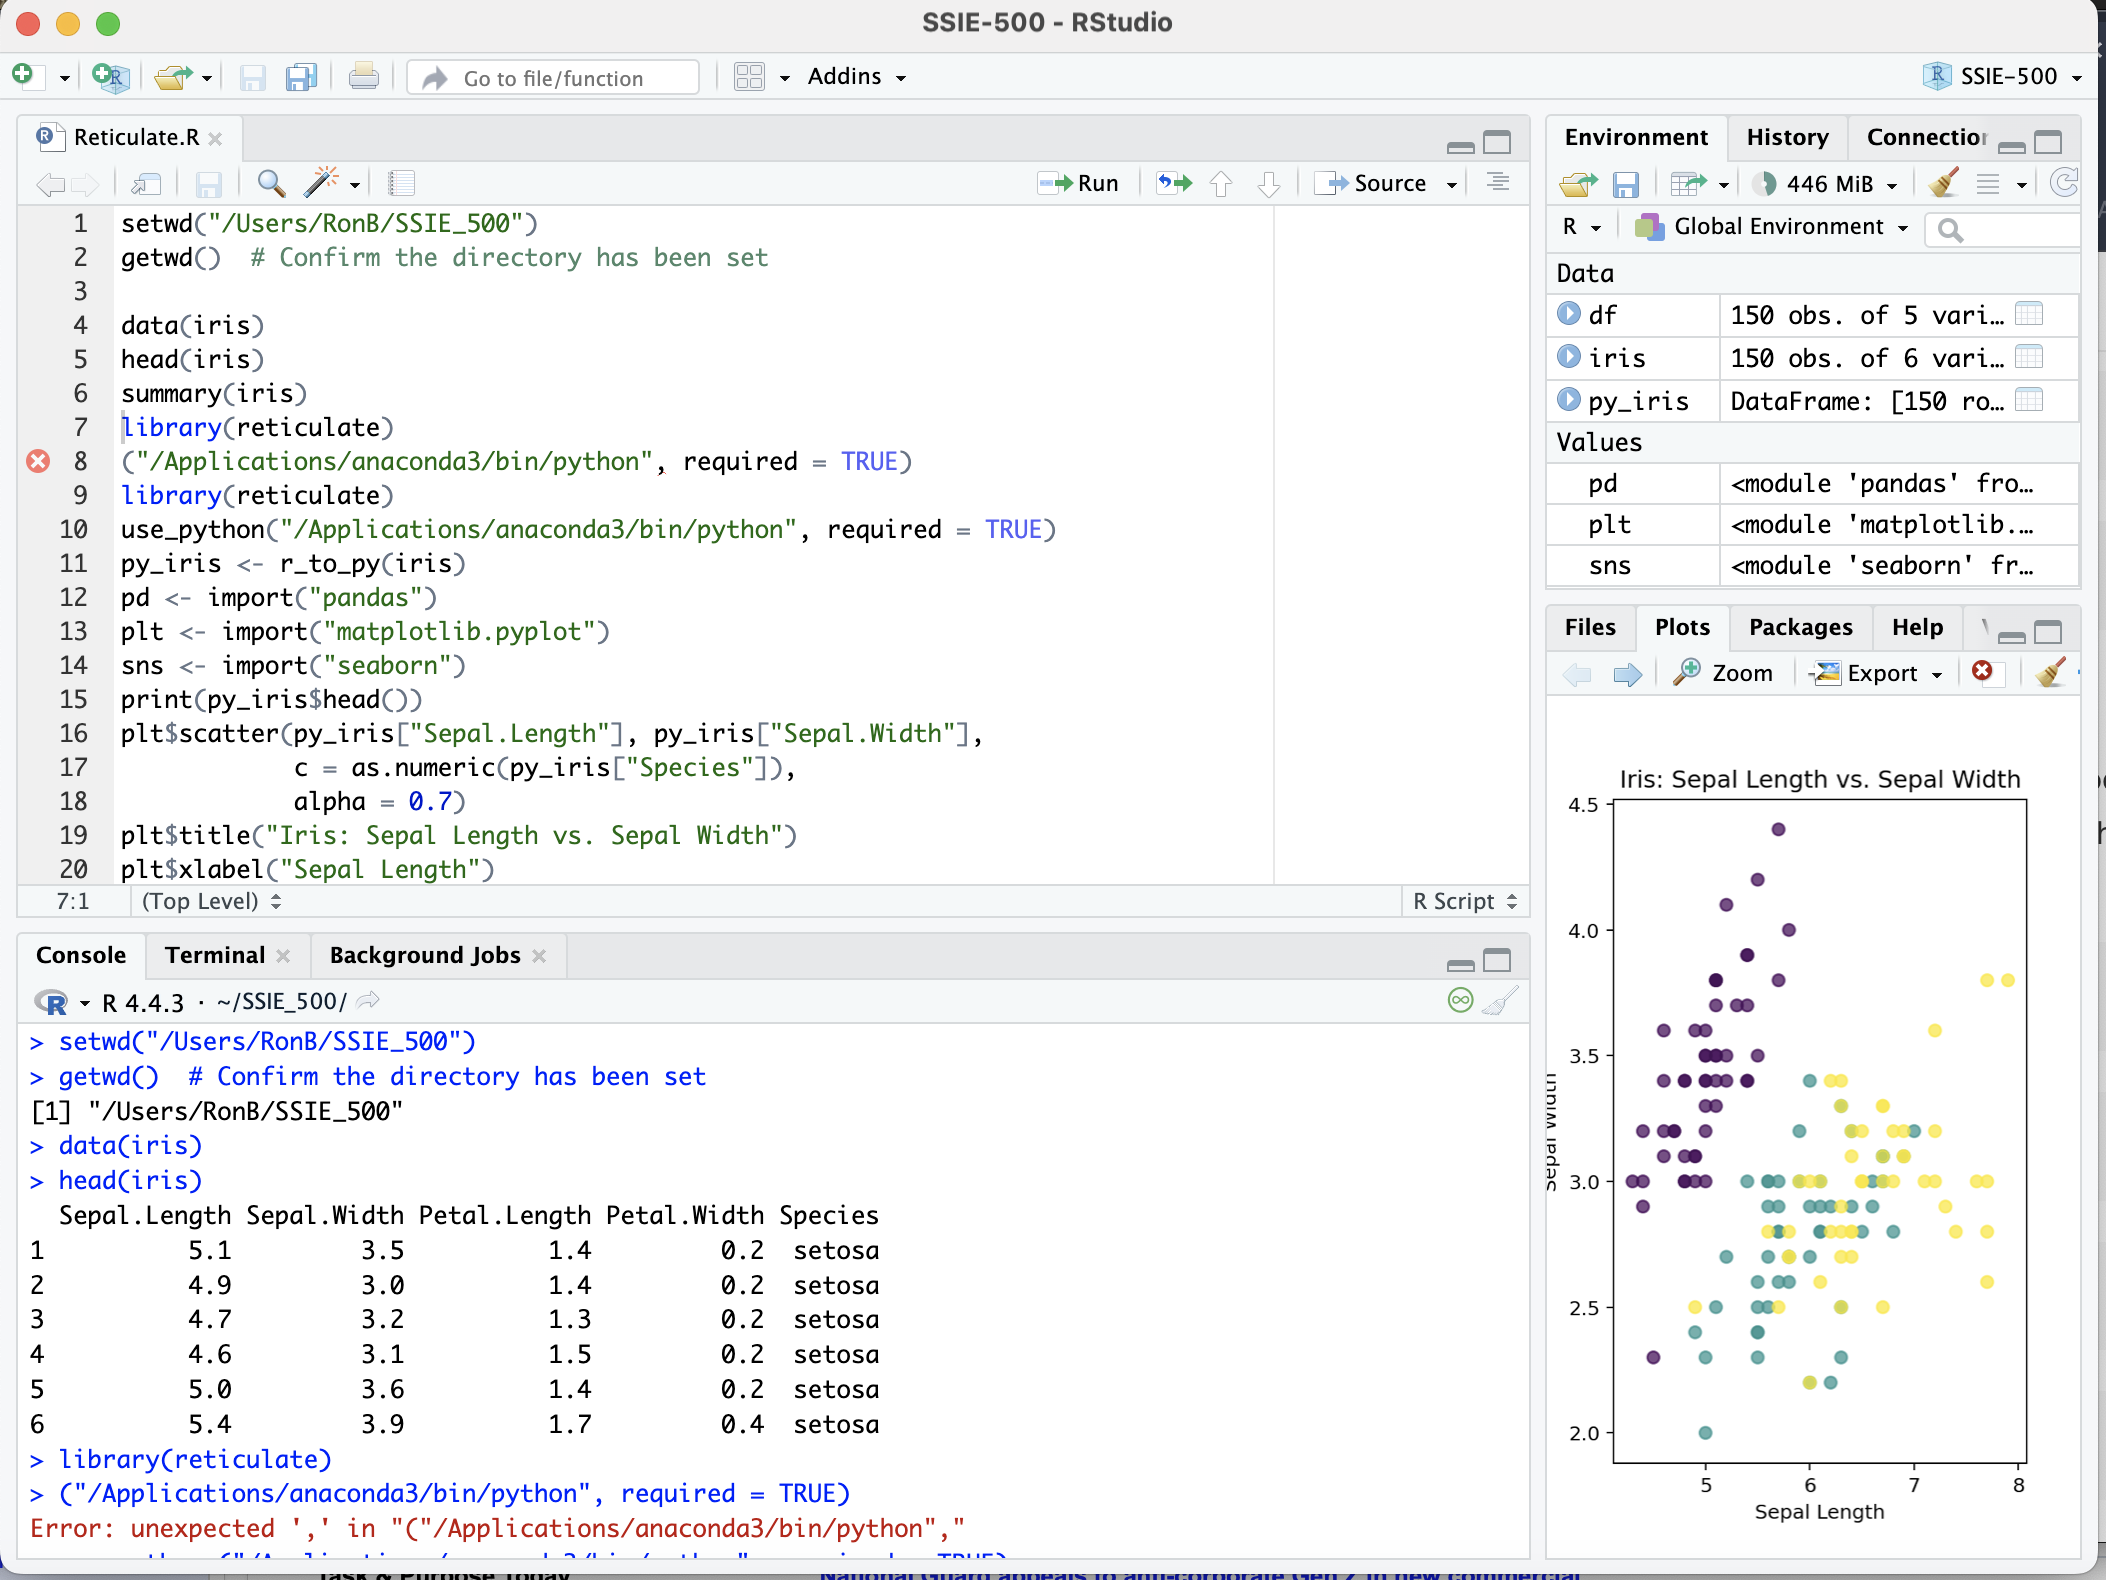 SSIE-500 - RStudio
Go to file/function
Addins
SSIE-500
Reticulate.R
Run
Source
1 setwd("/Users/RonB/SSIE_500")
2 getwd()  # Confirm the directory has been set
3
4 data(iris)
5 head(iris)
6 summary(iris)
7 library(reticulate)
8 ("/Applications/anaconda3/bin/python", required = TRUE)
9 library(reticulate)
10 use_python("/Applications/anaconda3/bin/python", required = TRUE)
11 py_iris <- r_to_py(iris)
12 pd <- import("pandas")
13 plt <- import("matplotlib.pyplot")
14 sns <- import("seaborn")
15 print(py_iris$head())
16 plt$scatter(py_iris["Sepal.Length"], py_iris["Sepal.Width"],
17             c = as.numeric(py_iris["Species"]),
18             alpha = 0.7)
19 plt$title("Iris: Sepal Length vs. Sepal Width")
20 plt$xlabel("Sepal Length")
7:1 (Top Level) R Script
Console Terminal Background Jobs
R 4.4.3 · ~/SSIE_500/
> setwd("/Users/RonB/SSIE_500")
> getwd()  # Confirm the directory has been set
[1] "/Users/RonB/SSIE_500"
> data(iris)
> head(iris)
  Sepal.Length Sepal.Width Petal.Length Petal.Width Species
1          5.1         3.5          1.4         0.2  setosa
2          4.9         3.0          1.4         0.2  setosa
3          4.7         3.2          1.3         0.2  setosa
4          4.6         3.1          1.5         0.2  setosa
5          5.0         3.6          1.4         0.2  setosa
6          5.4         3.9          1.7         0.4  setosa
> library(reticulate)
> ("/Applications/anaconda3/bin/python", required = TRUE)
Error: unexpected ',' in "("/Applications/anaconda3/bin/python","
Environment History Connection
446 MiB
R Global Environment
Data
df 150 obs. of 5 vari…
iris 150 obs. of 6 vari…
py_iris DataFrame: [150 ro…
Values
pd <module 'pandas' fro…
plt <module 'matplotlib.…
sns <module 'seaborn' fr…
Files Plots Packages Help
Zoom Export
Iris: Sepal Length vs. Sepal Width
4.5
4.0
3.5
3.0
2.5
2.0
Sepal Width
5 6 7 8
Sepal Length